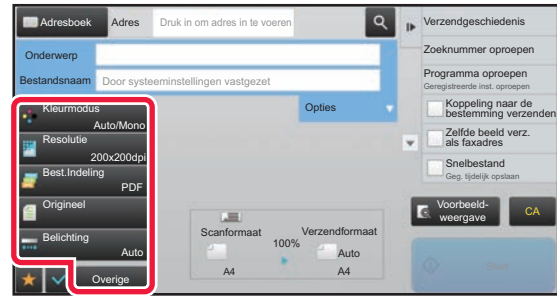 Adresboek
Adres
Druk in om adres in te voeren
Onderwerp
Bestandsnaam
Door systeeminstellingen vastgezet
Opties
Kleurmodus
Auto/Mono
Resolutie
200x200dpi
Best.Indeling
PDF
Origineel
Belichting
Auto
Overige
Scanformaat
A4
100%
Verzendformaat
Auto
A4
Verzendgeschiedenis
Zoeknummer oproepen
Programma oproepen
Geregistreerde inst. oproepen
Koppeling naar de
bestemming verzenden
Zelfde beeld verz.
als faxadres
Snelbestand
Geg. tijdelijk opslaan
Voorbeeld-
weergave
CA
Start